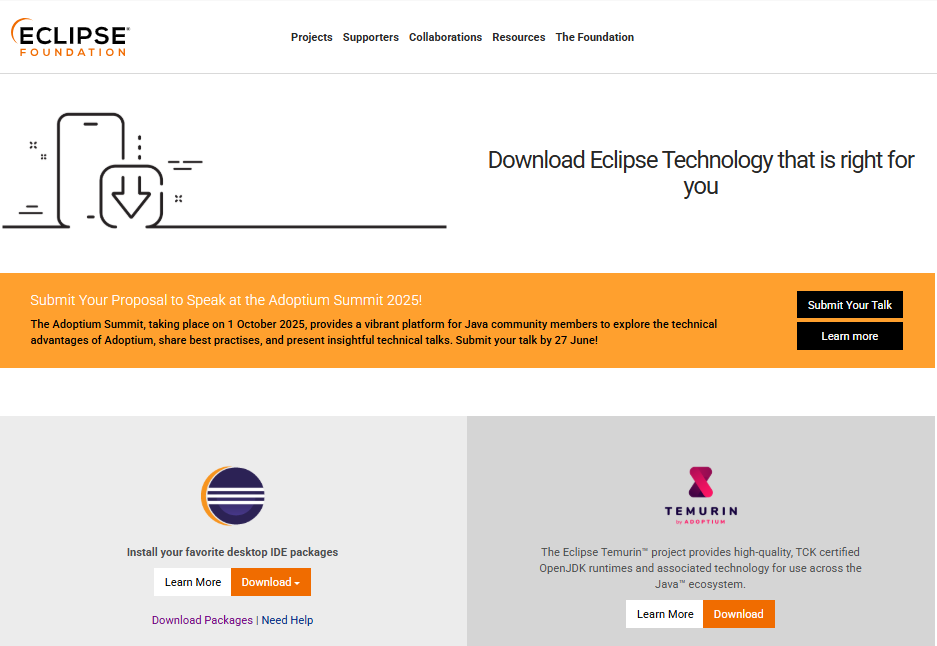 ECLIPSE®
FOUNDATION
Projects Supporters Collaborations Resources The Foundation
Download Eclipse Technology that is right for
you
Submit Your Proposal to Speak at the Adoptium Summit 2025!
The Adoptium Summit, taking place on 1 October 2025, provides a vibrant platform for Java community members to explore the technical
advantages of Adoptium, share best practises, and present insightful technical talks. Submit your talk by 27 June!
Submit Your Talk
Learn more
Install your favorite desktop IDE packages
Learn More Download
Download Packages | Need Help
TEMURIN
by ADOPTIUM
The Eclipse Temurin™ project provides high-quality, TCK certified
OpenJDK runtimes and associated technology for use across the
Java™ ecosystem.
Learn More Download